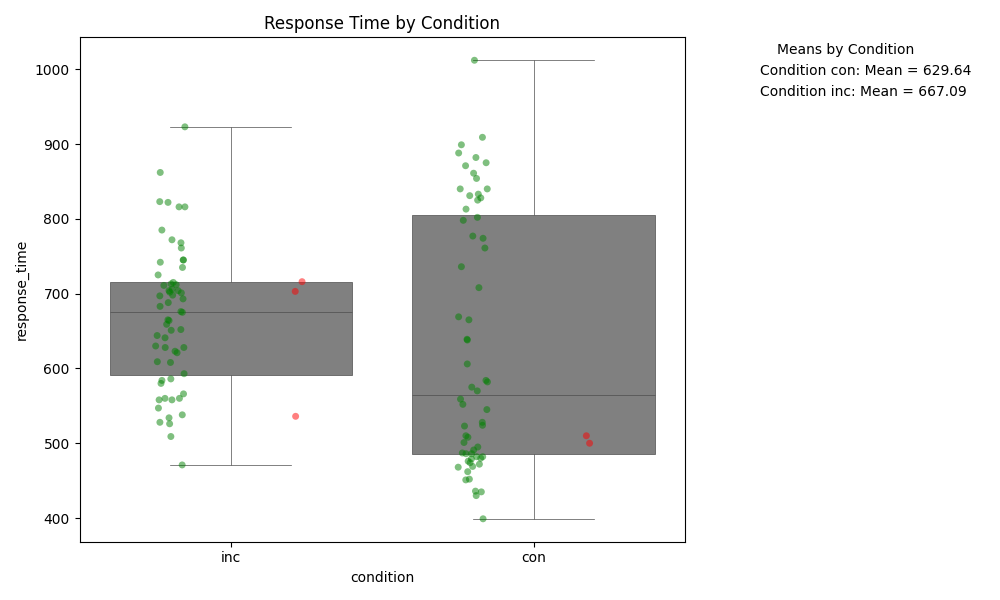 Response Time by Condition
Means by Condition
Condition con: Mean = 629.64
Condition inc: Mean = 667.09
response_time
1000
900
800
700
600
500
400
inc con
condition